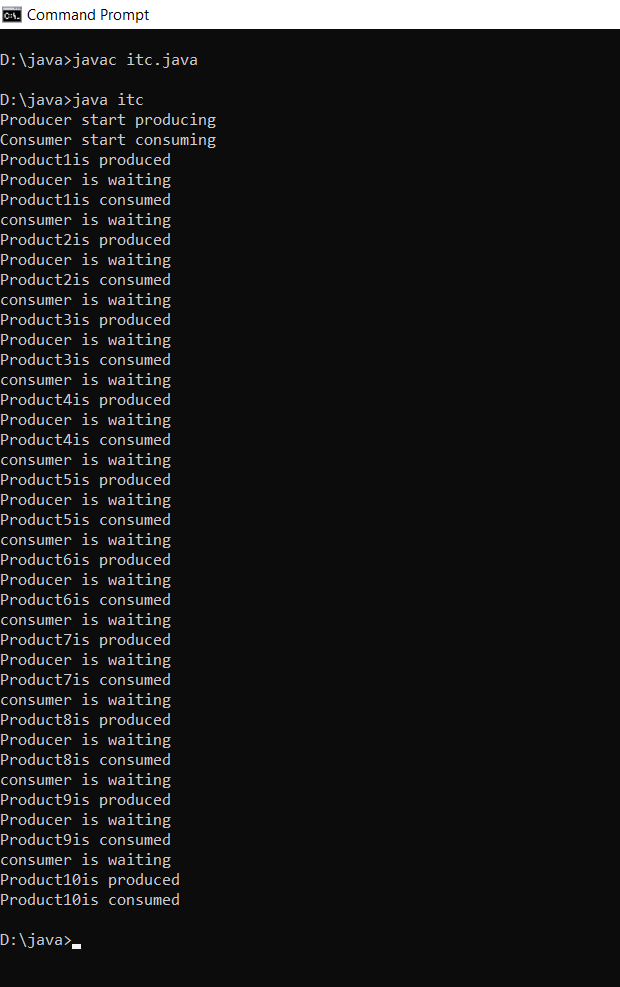 Command Prompt
D:\java>javac itc.java
D:\java>java itc
Producer start producing
Consumer start consuming
Product1is produced
Producer is waiting
Product1is consumed
consumer is waiting
Product2is produced
Producer is waiting
Product2is consumed
consumer is waiting
Product3is produced
Producer is waiting
Product3is consumed
consumer is waiting
Product4is produced
Producer is waiting
Product4is consumed
consumer is waiting
Product5is produced
Producer is waiting
Product5is consumed
consumer is waiting
Product6is produced
Producer is waiting
Product6is consumed
consumer is waiting
Product7is produced
Producer is waiting
Product7is consumed
consumer is waiting
Product8is produced
Producer is waiting
Product8is consumed
consumer is waiting
Product9is produced
Producer is waiting
Product9is consumed
consumer is waiting
Product10is produced
Product10is consumed
D:\java>